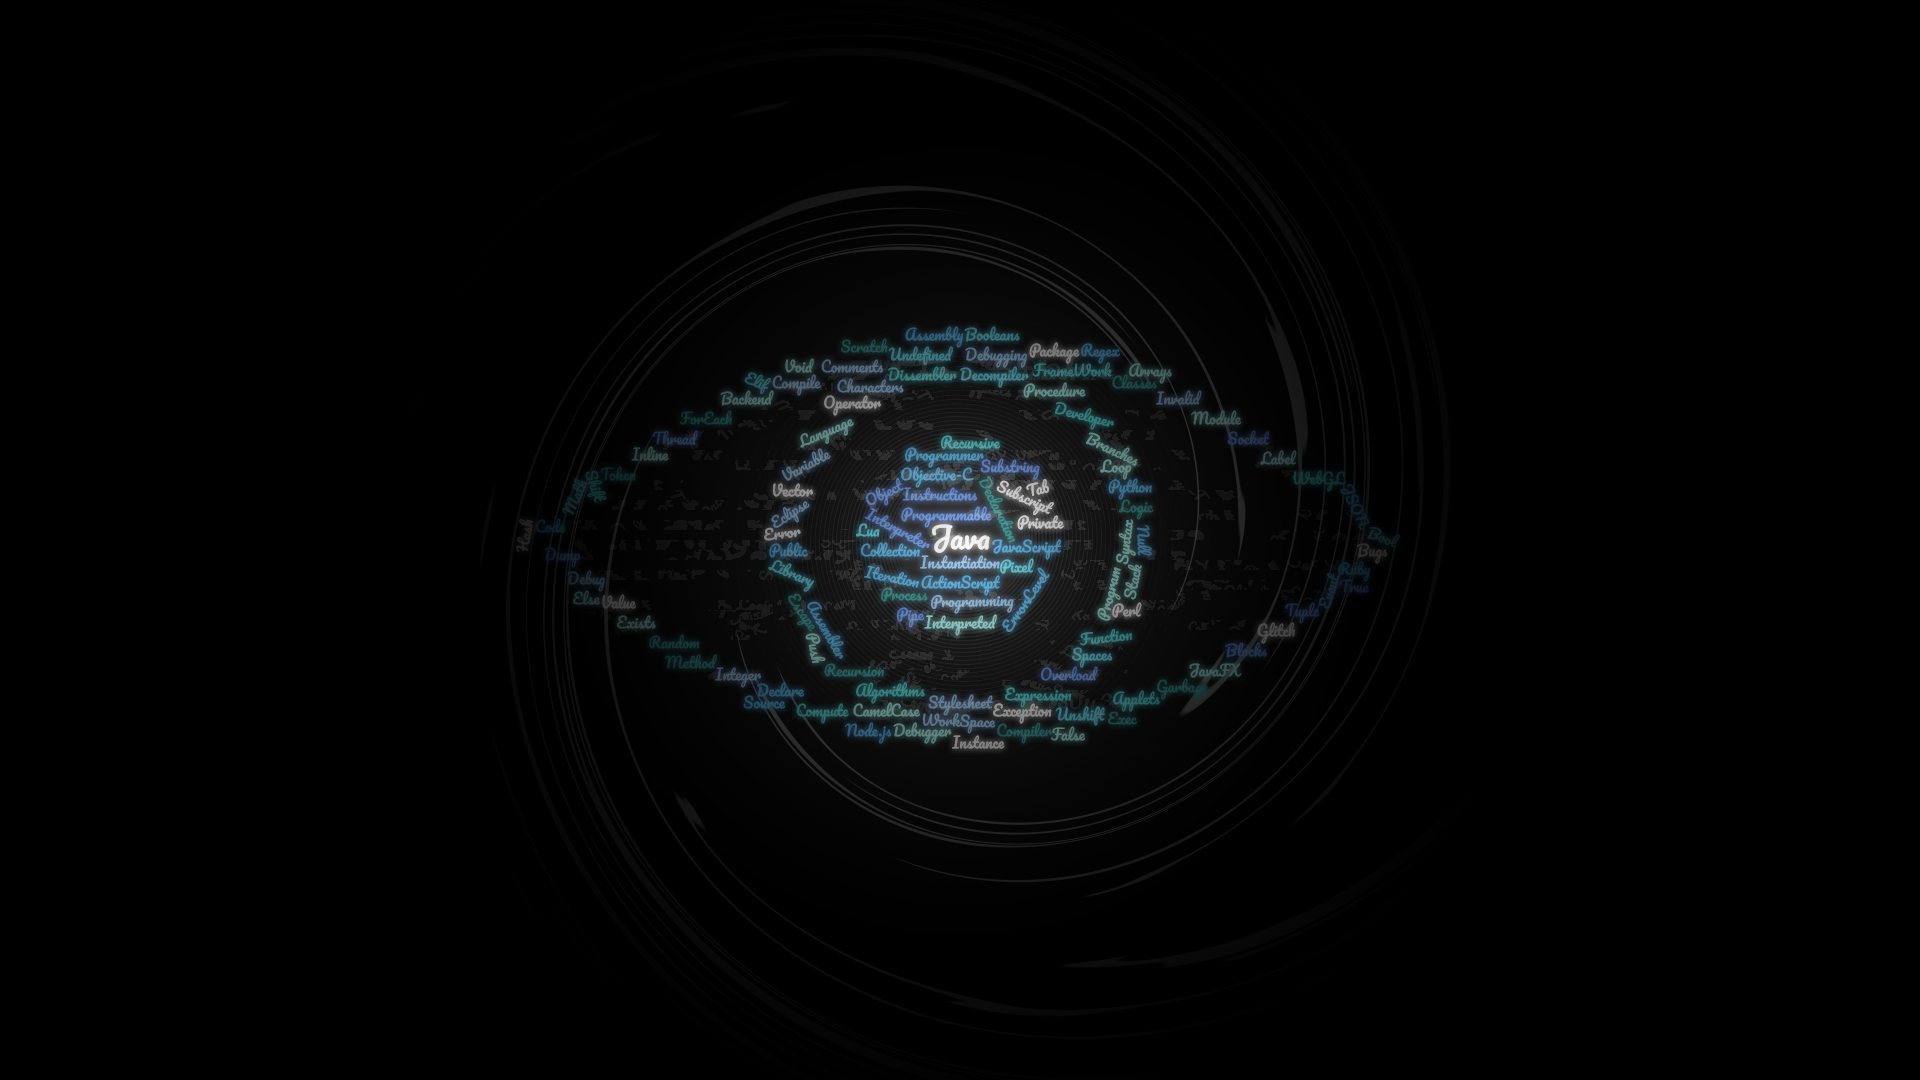 Assembly Booleans
Scratch Undefined Debugging Package Regex
Void Comments Dissembler Decompiler FrameWork Arrays
Elif Compile Characters Procedure Classes
Backend Operator Invalid
ForEach Language Developer Module
Thread Recursive Branches Socket
Inline Variable Programmer Substring Loop Label
Token Shift Math Vector Objective-C Python WebGL
Object Instructions Declaration Subscript Tab Logic JSON
Hash Code Eclipse Programmable Private Syntax Null Bool
Error Lua Interpreter Java
Dump Public Collection JavaScript Bugs
Debug Library Instantiation Pixel Ruby
Iteration ActionScript ErrorLevel Program Stack Event True
Else Value Escape Process Programming Perl Tuple
Exists Assembler Pipe Interpreted Glitch
Random Push Function Blocks
Method Spaces
Integer Recursion Overload JavaFX
Declare Algorithms Expression Garbage
Source Compute CamelCase Stylesheet Exception Unshift Applets Exec
Node.js Debugger WorkSpace Compiler False
Instance